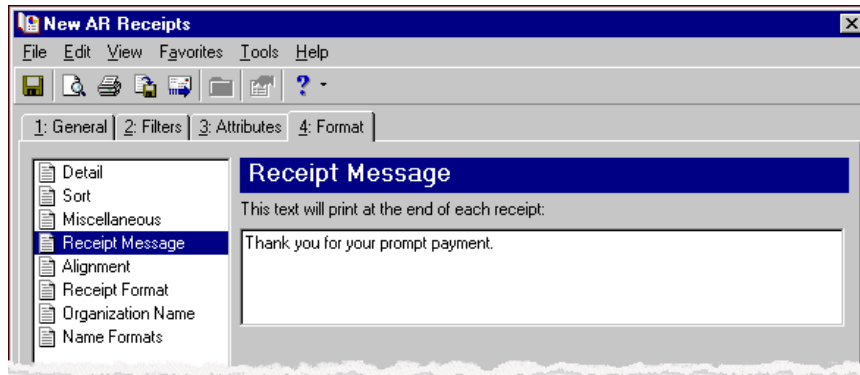 New AR Receipts
File Edit View Favorites Tools Help
?
1: General 2: Filters 3: Attributes 4: Format
Detail
Sort
Miscellaneous
Receipt Message
Alignment
Receipt Format
Organization Name
Name Formats
Receipt Message
This text will print at the end of each receipt:
Thank you for your prompt payment.